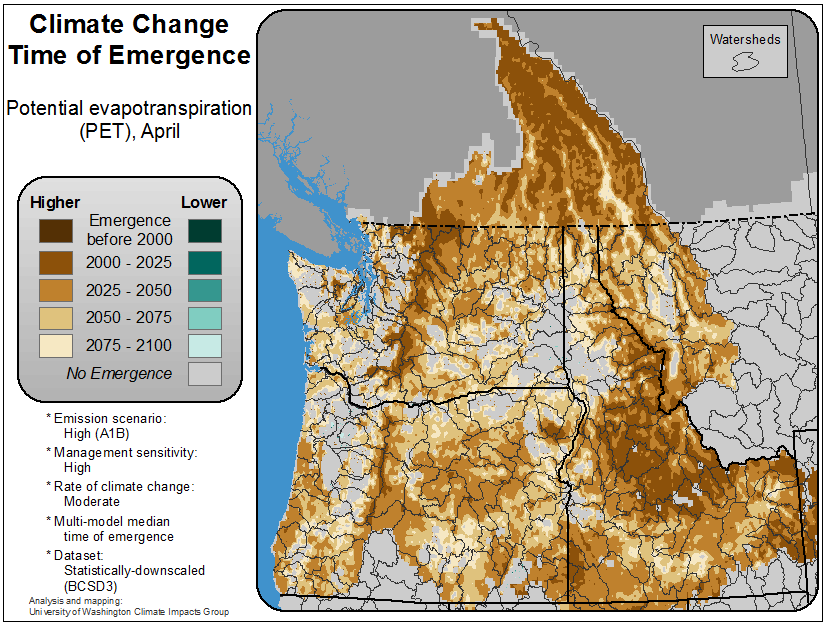 Climate Change
Time of Emergence
Potential evapotranspiration
(PET), April
Higher
Lower
Emergence
before 2000
2000 - 2025
2025 - 2050
2050 - 2075
2075 - 2100
No Emergence
* Emission scenario:
High (A1B)
* Management sensitivity:
High
* Rate of climate change:
Moderate
* Multi-model median
time of emergence
* Dataset:
Statistically-downscaled
(BCSD3)
Analysis and mapping:
University of Washington Climate Impacts Group
Watersheds